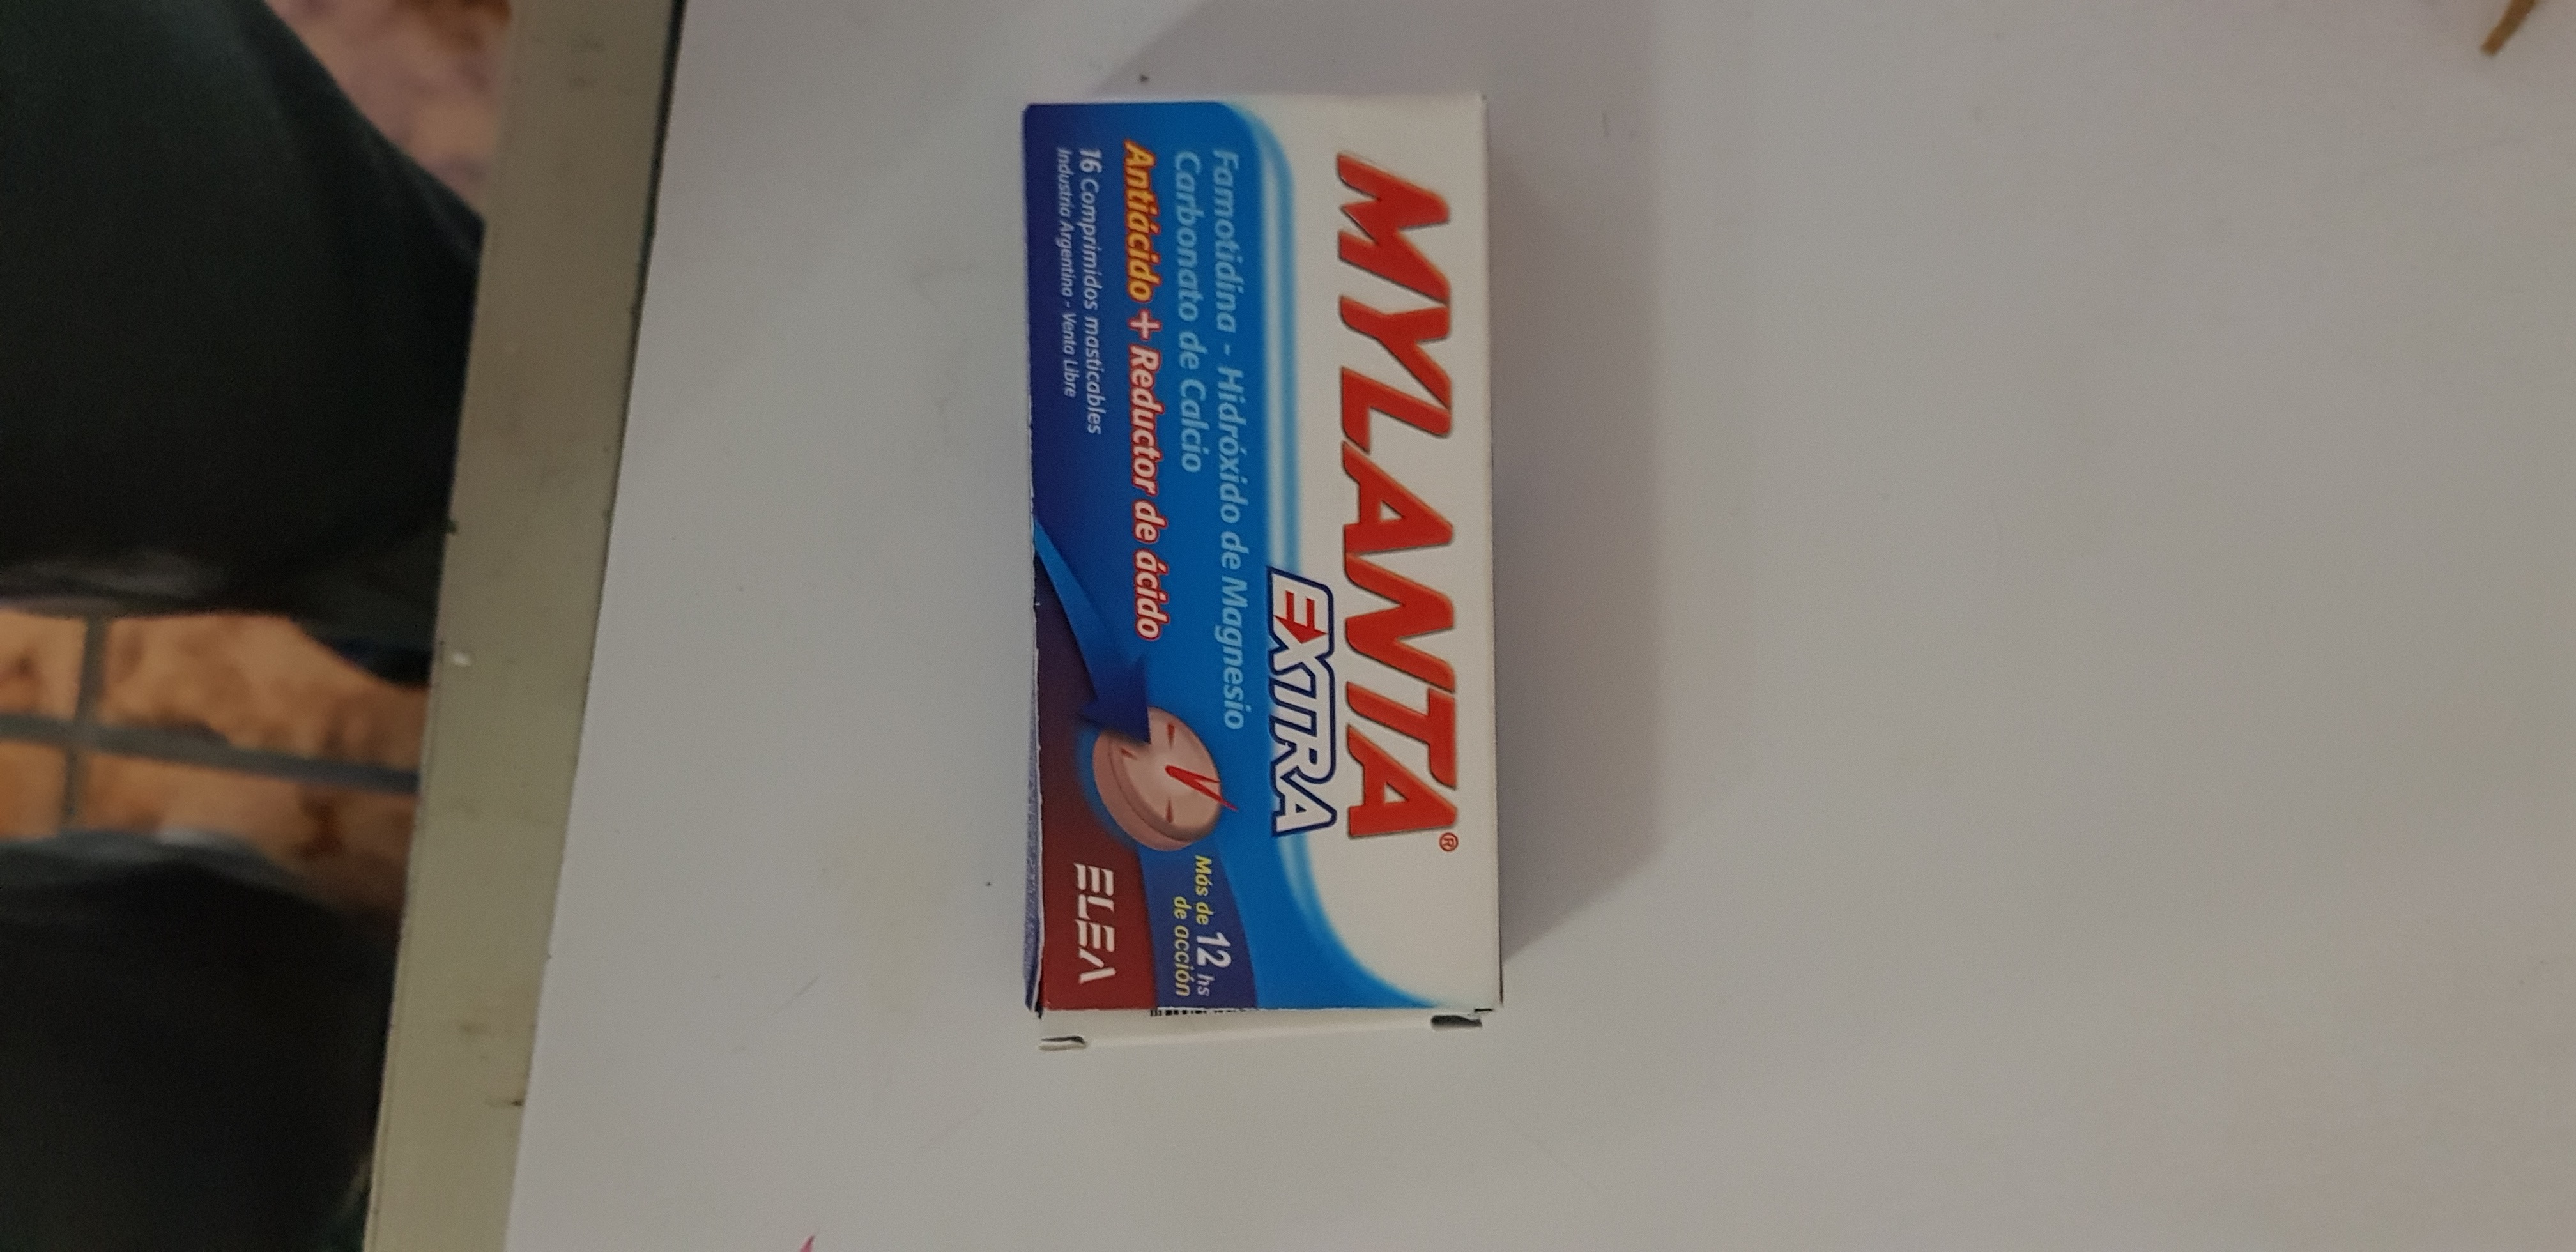 MYLANTA®
EXTRA
Famotidina - Hidróxido de Magnesio
Carbonato de Calcio
Antiácido + Reductor de ácido
16 Comprimidos masticables
Industria Argentina - Venta Libre
Más de 12 hs
de acción
ELEA